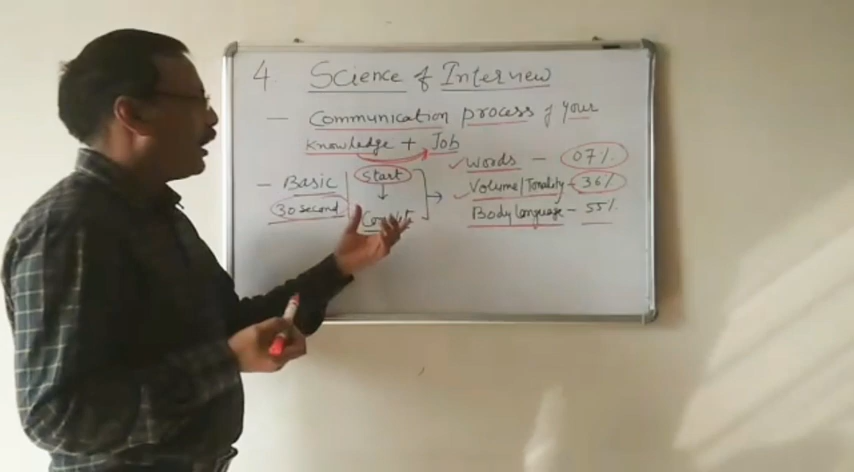 4 Science of Interview
— Communication process of your
Knowledge + Job
— Basic
30 second
Start
Words — 07%.
Volume/Tonality — 36%
Body language — 55%.